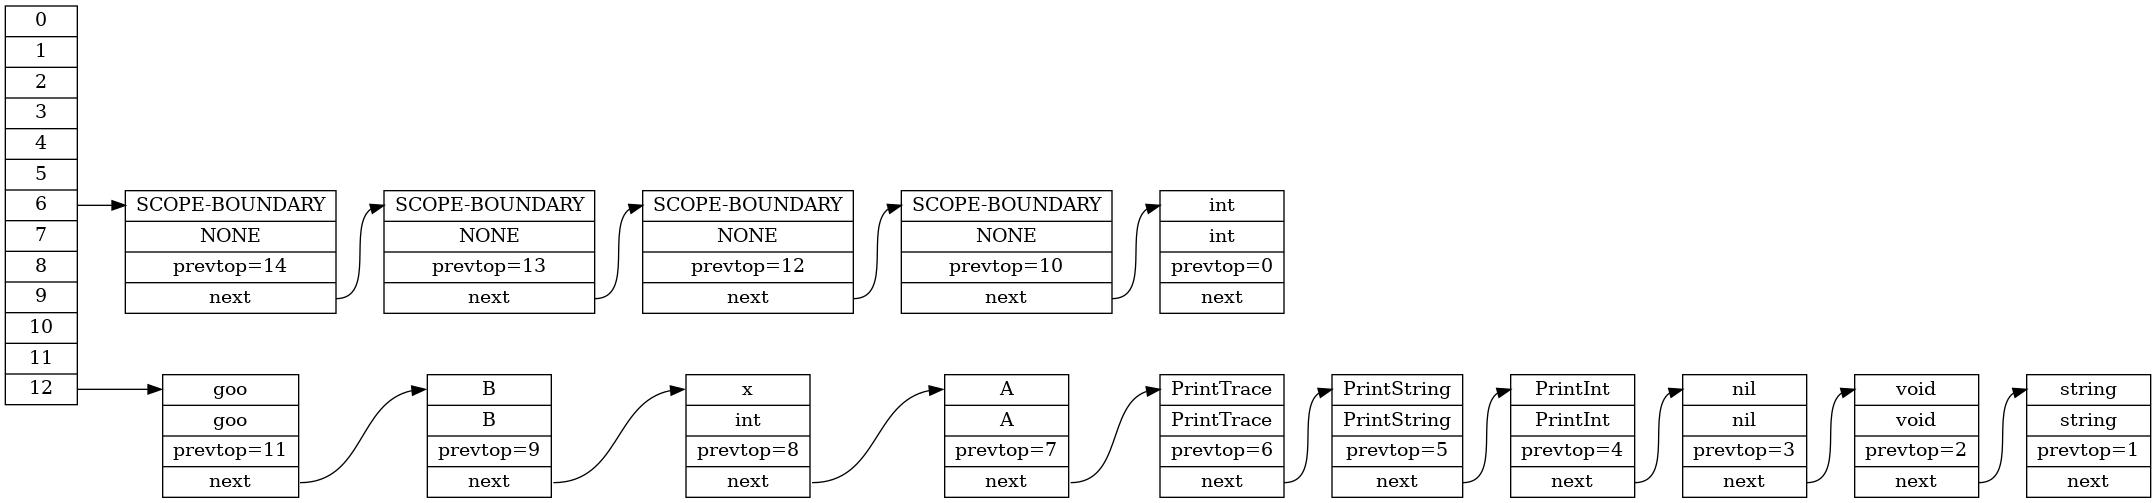 0
1
2
3
4
5
6
7
8
9
10
11
12
SCOPE-BOUNDARY
NONE
prevtop=14
next
SCOPE-BOUNDARY
NONE
prevtop=13
next
SCOPE-BOUNDARY
NONE
prevtop=12
next
SCOPE-BOUNDARY
NONE
prevtop=10
next
int
int
prevtop=0
next
goo
goo
prevtop=11
next
B
B
prevtop=9
next
x
int
prevtop=8
next
A
A
prevtop=7
next
PrintTrace
PrintTrace
prevtop=6
next
PrintString
PrintString
prevtop=5
next
PrintInt
PrintInt
prevtop=4
next
nil
nil
prevtop=3
next
void
void
prevtop=2
next
string
string
prevtop=1
next